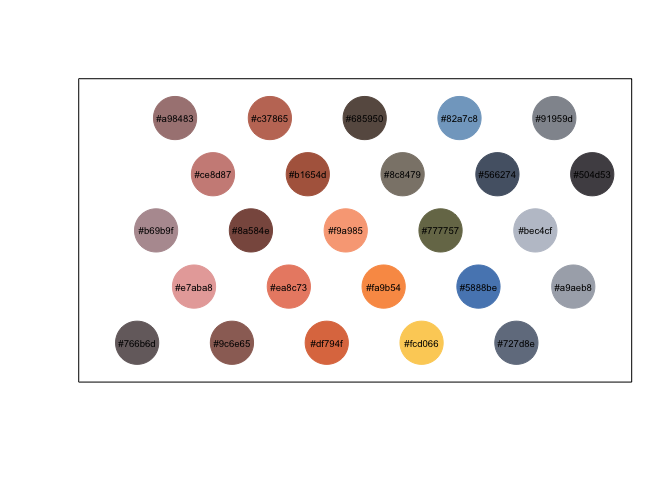 #a98483 #c37865 #685950 #82a7c8 #91959d
#ce8d87 #b1654d #8c8479 #566274 #504d53
#b69b9f #8a584e #f9a985 #777757 #bec4cf
#e7aba8 #ea8c73 #fa9b54 #5888be #a9aeb8
#766b6d #9c6e65 #df794f #fcd066 #727d8e